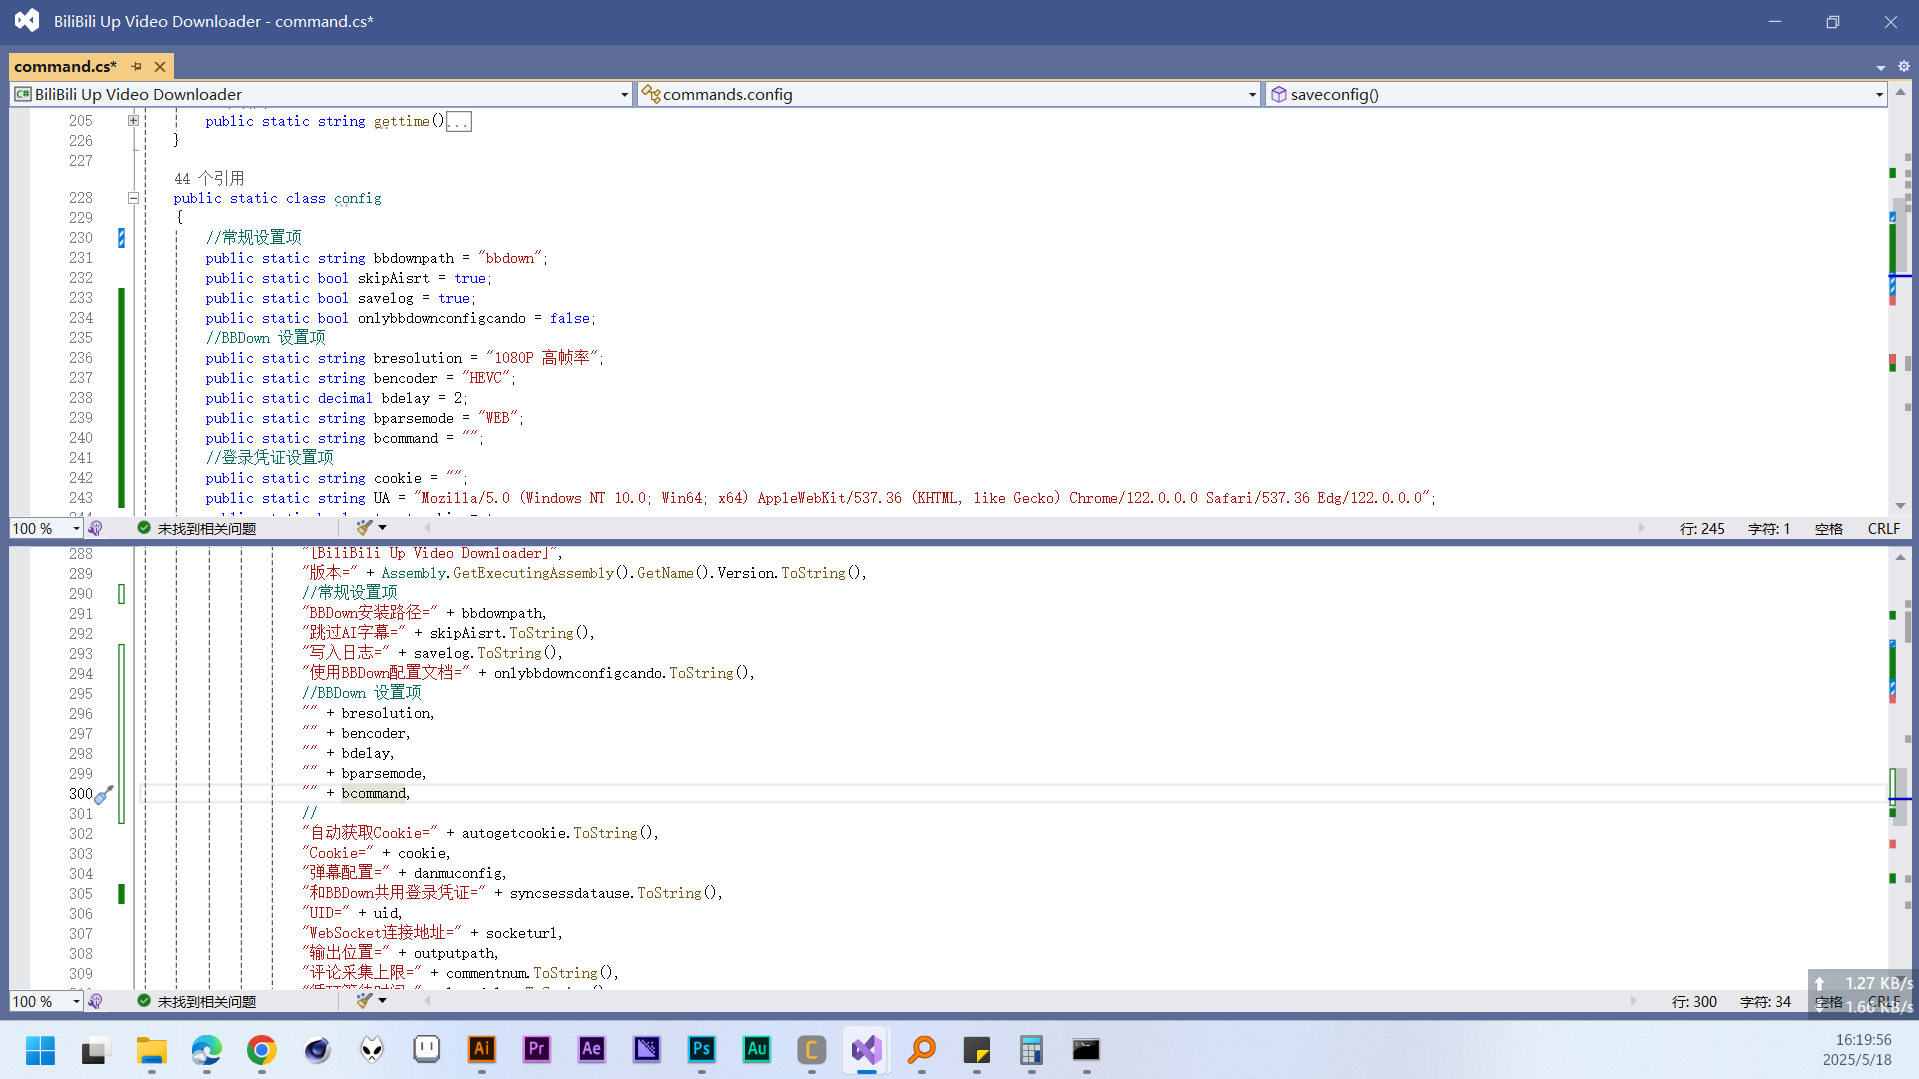 BiliBili Up Video Downloader - command.cs*
command.cs*
C# BiliBili Up Video Downloader
commands.config
saveconfig()
205 public static string gettime()...
226 }
227
44 个引用
228 public static class config
229 {
230 //常规设置项
231 public static string bbdownpath = "bbdown";
232 public static bool skipAisrt = true;
233 public static bool savelog = true;
234 public static bool onlybbdownconfigcando = false;
235 //BBDown 设置项
236 public static string bresolution = "1080P 高帧率";
237 public static string bencoder = "HEVC";
238 public static decimal bdelay = 2;
239 public static string bparsemode = "WEB";
240 public static string bcommand = "";
241 //登录凭证设置项
242 public static string cookie = "";
243 public static string UA = "Mozilla/5.0 (Windows NT 10.0; Win64; x64) AppleWebKit/537.36 (KHTML, like Gecko) Chrome/122.0.0.0 Safari/537.36 Edg/122.0.0.0";
100 % 未找到相关问题 行: 245 字符: 1 空格 CRLF
288 "[BiliBili Up Video Downloader]",
289 "版本=" + Assembly.GetExecutingAssembly().GetName().Version.ToString(),
290 //常规设置项
291 "BBDown安装路径=" + bbdownpath,
292 "跳过AI字幕=" + skipAisrt.ToString(),
293 "写入日志=" + savelog.ToString(),
294 "使用BBDown配置文档=" + onlybbdownconfigcando.ToString(),
295 //BBDown 设置项
296 "" + bresolution,
297 "" + bencoder,
298 "" + bdelay,
299 "" + bparsemode,
300 "" + bcommand,
301 //
302 "自动获取Cookie=" + autogetcookie.ToString(),
303 "Cookie=" + cookie,
304 "弹幕配置=" + danmuconfig,
305 "和BBDown共用登录凭证=" + syncsessdatause.ToString(),
306 "UID=" + uid,
307 "WebSocket连接地址=" + socketurl,
308 "输出位置=" + outputpath,
309 "评论采集上限=" + commentnum.ToString(),
100 % 未找到相关问题 行: 300 字符: 34 空格 CRLF
1.27 KB/s
1.66 KB/s
Ai Pr Ae Ps Au C
16:19:56
2025/5/18